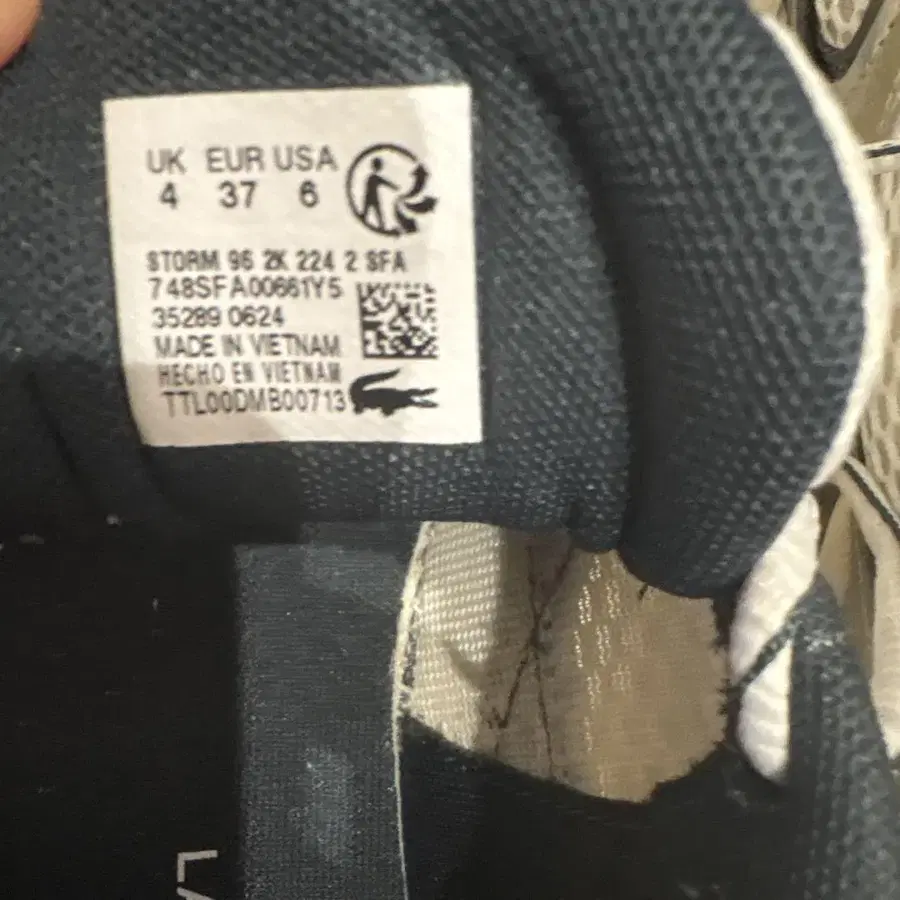 UK EUR USA
4 37 6
STORM 96 2K 224 2 SFA
748SFA00661Y5
35289 0624
MADE IN VIETNAM
HECHO EN VIETNAM
TTL00DMB00713
LA